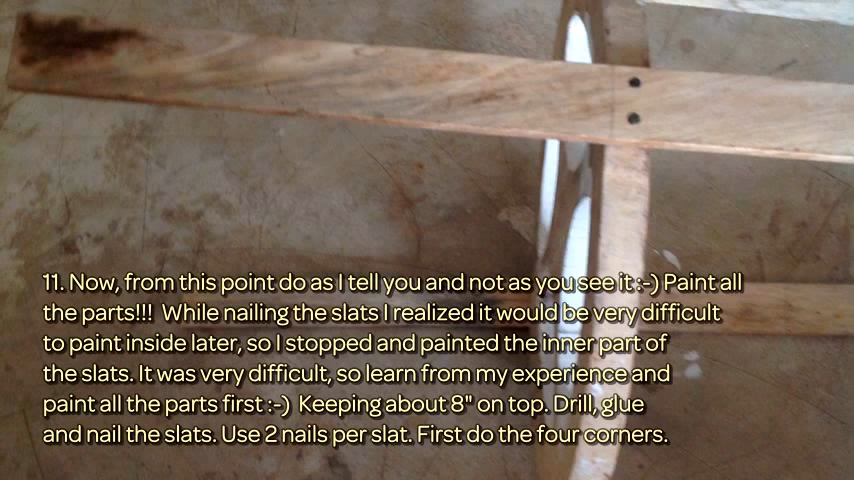 11. Now, from this point do as I tell you and not as you see it :-) Paint all
the parts!!! While nailing the slats I realized it would be very difficult
to paint inside later, so I stopped and painted the inner part of
the slats. It was very difficult, so learn from my experience and
paint all the parts first :-) Keeping about 8" on top. Drill, glue
and nail the slats. Use 2 nails per slat. First do the four corners.